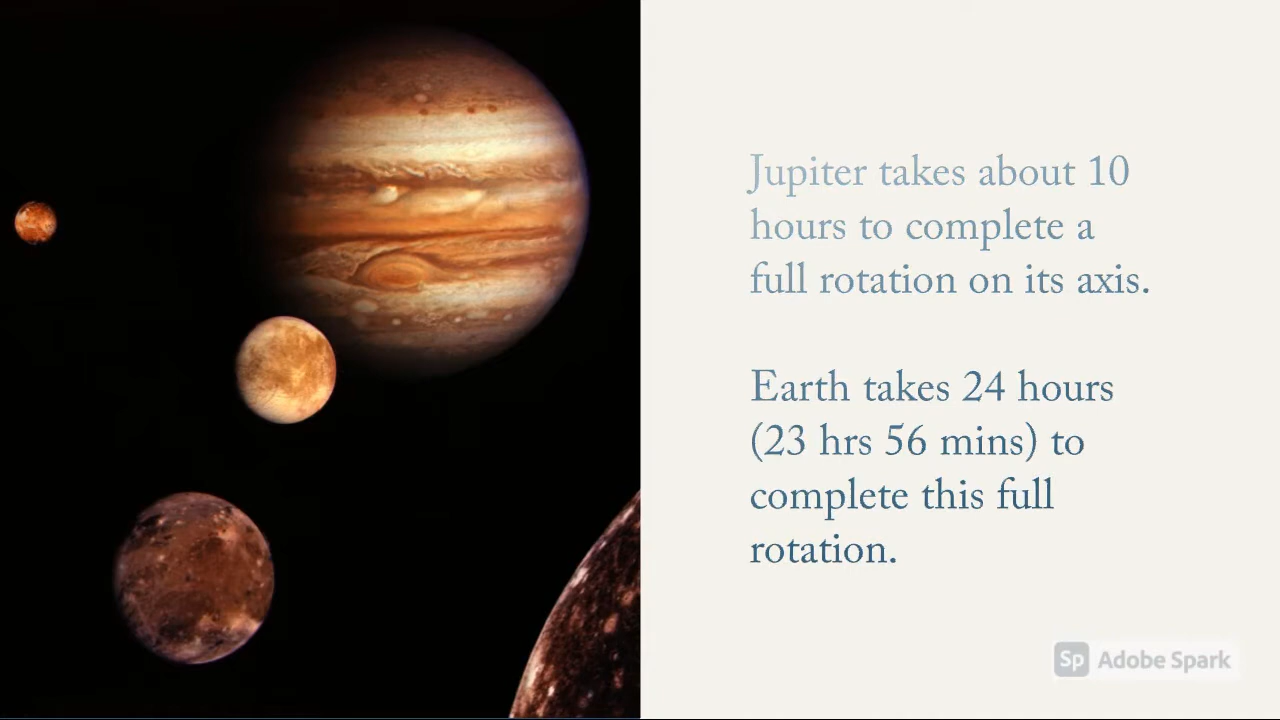 Jupiter takes about 10
hours to complete a
full rotation on its axis.
Earth takes 24 hours
(23 hrs 56 mins) to
complete this full
rotation.
Sp Adobe Spark